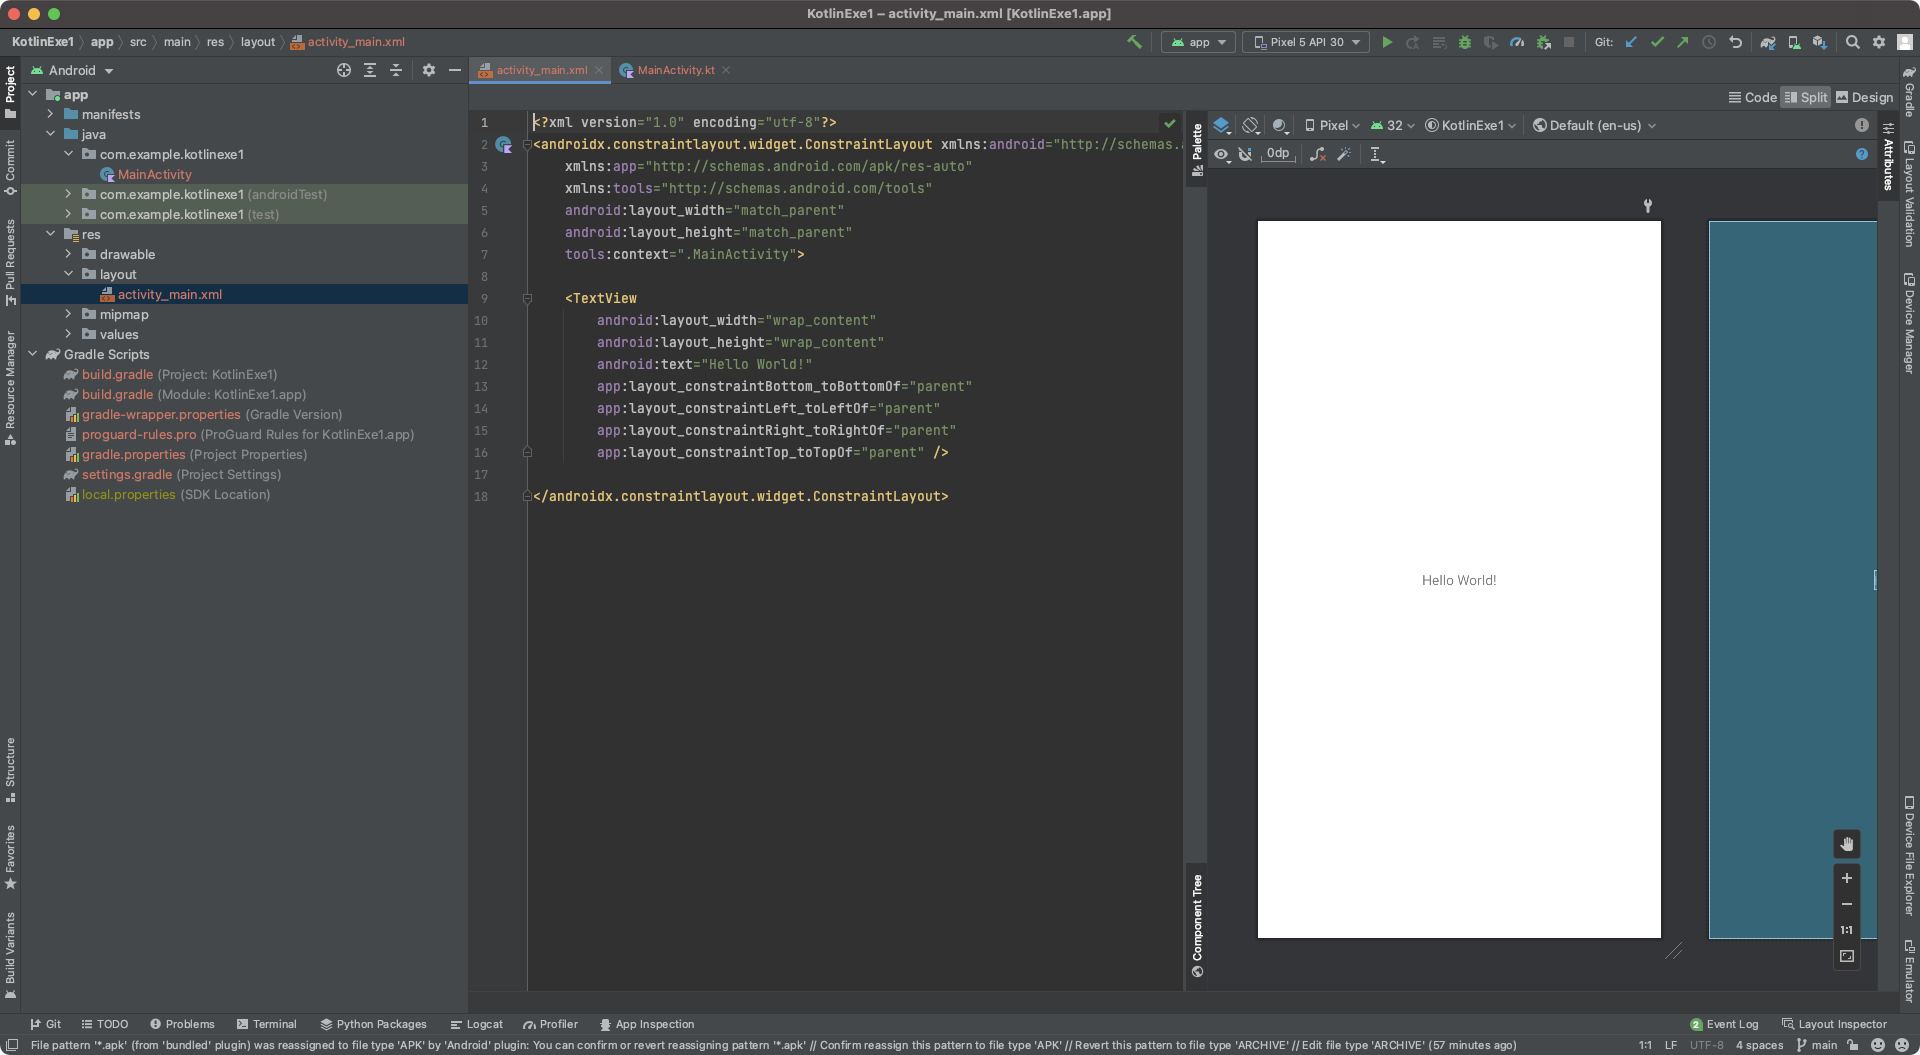 KotlinExe1 – activity_main.xml [KotlinExe1.app]
KotlinExe1 app src main res layout activity_main.xml
app Pixel 5 API 30 Git:
Project
Commit
Pull Requests
Resource Manager
Structure
Favorites
Build Variants
Android
app
manifests
java
com.example.kotlinexe1
MainActivity
com.example.kotlinexe1 (androidTest)
com.example.kotlinexe1 (test)
res
drawable
layout
activity_main.xml
mipmap
values
Gradle Scripts
build.gradle (Project: KotlinExe1)
build.gradle (Module: KotlinExe1.app)
gradle-wrapper.properties (Gradle Version)
proguard-rules.pro (ProGuard Rules for KotlinExe1.app)
gradle.properties (Project Properties)
settings.gradle (Project Settings)
local.properties (SDK Location)
activity_main.xml MainActivity.kt
Code Split Design
1 <?xml version="1.0" encoding="utf-8"?>
2 <androidx.constraintlayout.widget.ConstraintLayout xmlns:android="http://schemas.
3 xmlns:app="http://schemas.android.com/apk/res-auto"
4 xmlns:tools="http://schemas.android.com/tools"
5 android:layout_width="match_parent"
6 android:layout_height="match_parent"
7 tools:context=".MainActivity">
8
9 <TextView
10 android:layout_width="wrap_content"
11 android:layout_height="wrap_content"
12 android:text="Hello World!"
13 app:layout_constraintBottom_toBottomOf="parent"
14 app:layout_constraintLeft_toLeftOf="parent"
15 app:layout_constraintRight_toRightOf="parent"
16 app:layout_constraintTop_toTopOf="parent" />
17
18 </androidx.constraintlayout.widget.ConstraintLayout>
Palette
Component Tree
Pixel 32 KotlinExe1 Default (en-us)
0dp
Hello World!
1:1
Attributes
Gradle
Layout Validation
Device Manager
Device File Explorer
Emulator
Git TODO Problems Terminal Python Packages Logcat Profiler App Inspection 2 Event Log Layout Inspector
File pattern '*.apk' (from 'bundled' plugin) was reassigned to file type 'APK' by 'Android' plugin: You can confirm or revert reassigning pattern '*.apk' // Confirm reassign this pattern to file type 'APK' // Revert this pattern to file type 'ARCHIVE' // Edit file type 'ARCHIVE' (57 minutes ago) 1:1 LF UTF-8 4 spaces main